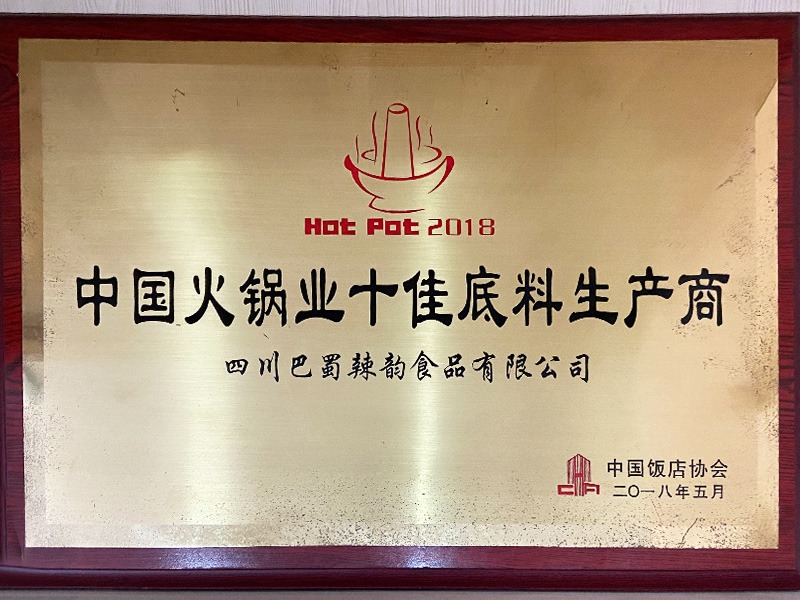 Hot Pot 2018
中国火锅业十佳底料生产商
四川巴蜀辣韵食品有限公司
CHA
中国饭店协会
二〇一八年五月